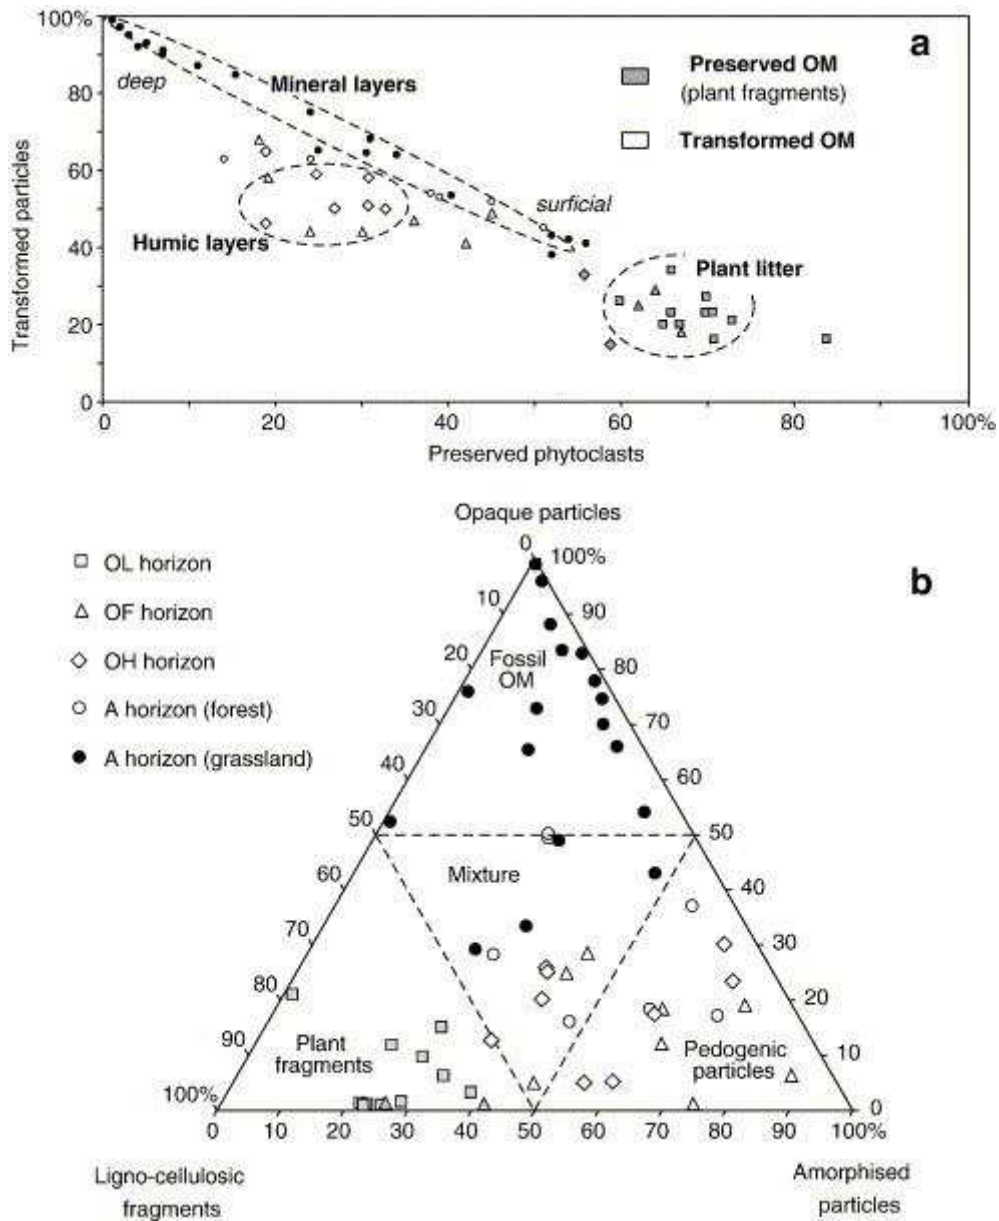 100%
80
60
40
20
0
Transformed particles
a
Preserved OM
(plant fragments)
Transformed OM
deep
Mineral layers
surficial
Humic layers
Plant litter
20
40
60
80
100%
Preserved phytoclasts
b
OL horizon
OF horizon
OH horizon
A horizon (forest)
A horizon (grassland)
Opaque particles
0
100%
10
90
20
80
30
70
40
60
50
50
60
40
70
30
80
20
90
10
100%
0
Fossil
OM
Mixture
Plant
fragments
Pedogenic
particles
0
10
20
30
40
50
60
70
80
90
100%
Ligno-cellulosic
fragments
Amorphised
particles